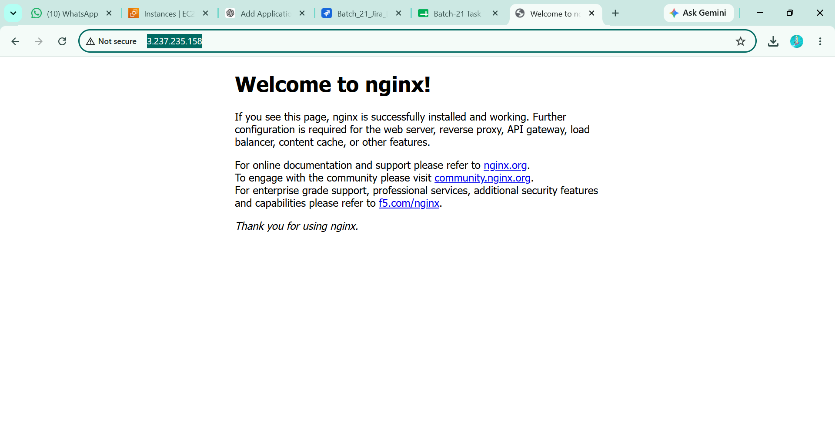 (10) WhatsApp
Instances | EC
Add Applicatio
Batch_21_Jira_
Batch-21 Task
Welcome to n
Ask Gemini
Not secure
3.237.235.158
Welcome to nginx!
If you see this page, nginx is successfully installed and working. Further
configuration is required for the web server, reverse proxy, API gateway, load
balancer, content cache, or other features.
For online documentation and support please refer to nginx.org.
To engage with the community please visit community.nginx.org.
For enterprise grade support, professional services, additional security features
and capabilities please refer to f5.com/nginx.
Thank you for using nginx.